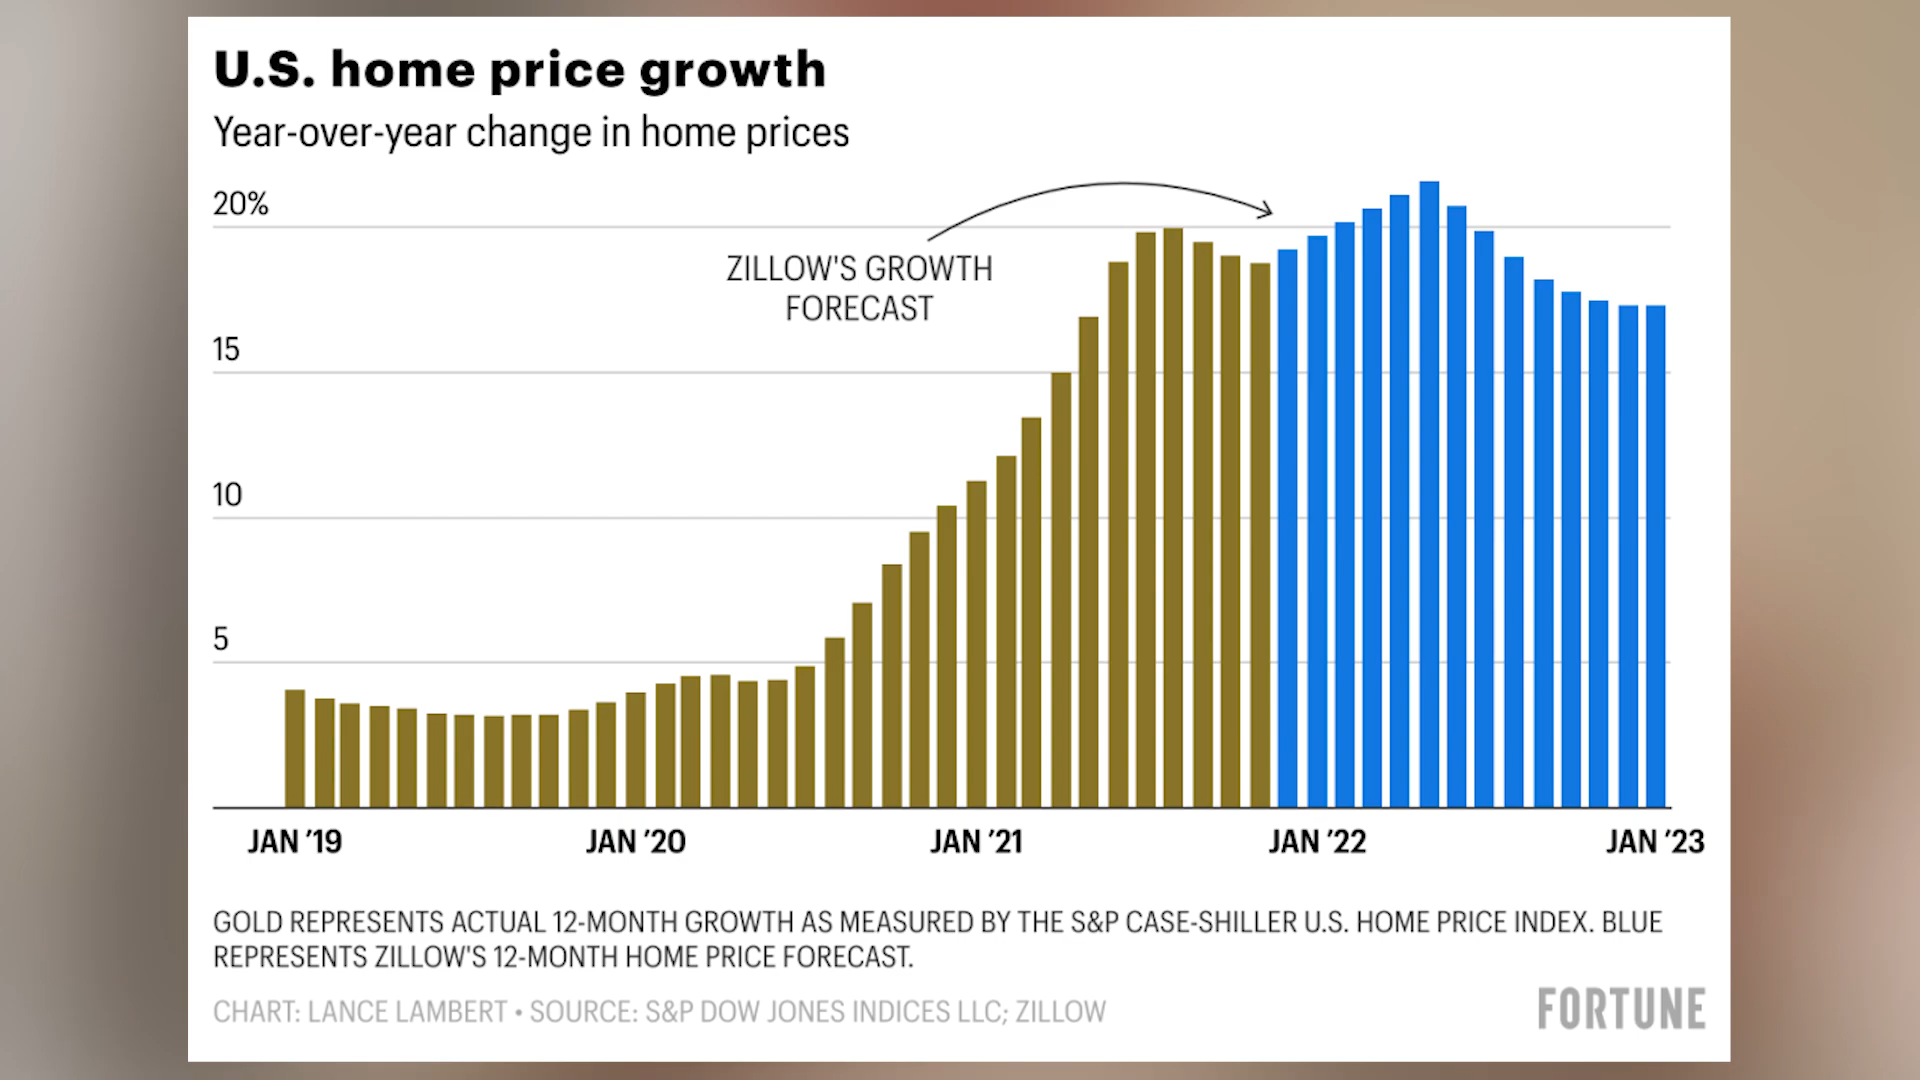 U.S. home price growth
Year-over-year change in home prices
20%
ZILLOW'S GROWTH
FORECAST
15
10
5
JAN ’19 JAN ’20 JAN ’21 JAN ’22 JAN ’23
GOLD REPRESENTS ACTUAL 12-MONTH GROWTH AS MEASURED BY THE S&P CASE-SHILLER U.S. HOME PRICE INDEX. BLUE
REPRESENTS ZILLOW'S 12-MONTH HOME PRICE FORECAST.
CHART: LANCE LAMBERT • SOURCE: S&P DOW JONES INDICES LLC; ZILLOW
FORTUNE